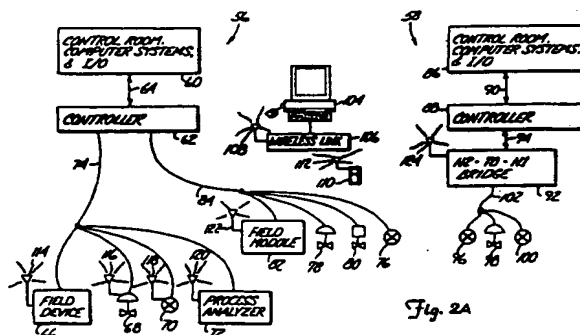 56
58
CONTROL ROOM,
COMPUTER SYSTEMS,
& I/O
60
64
CONTROLLER
62
74
84
104
108
WIRELESS LINK
106
112
110
CONTROL ROOM,
COMPUTER SYSTEMS,
& I/O
86
90
CONTROLLER
88
94
124
H2-TO-H1
BRIDGE
92
102
96
98
100
122
FIELD MODULE
82
78
80
76
114
116
118
120
FIELD
DEVICE
66
68
70
PROCESS
ANALYZER
72
Fig. 2A